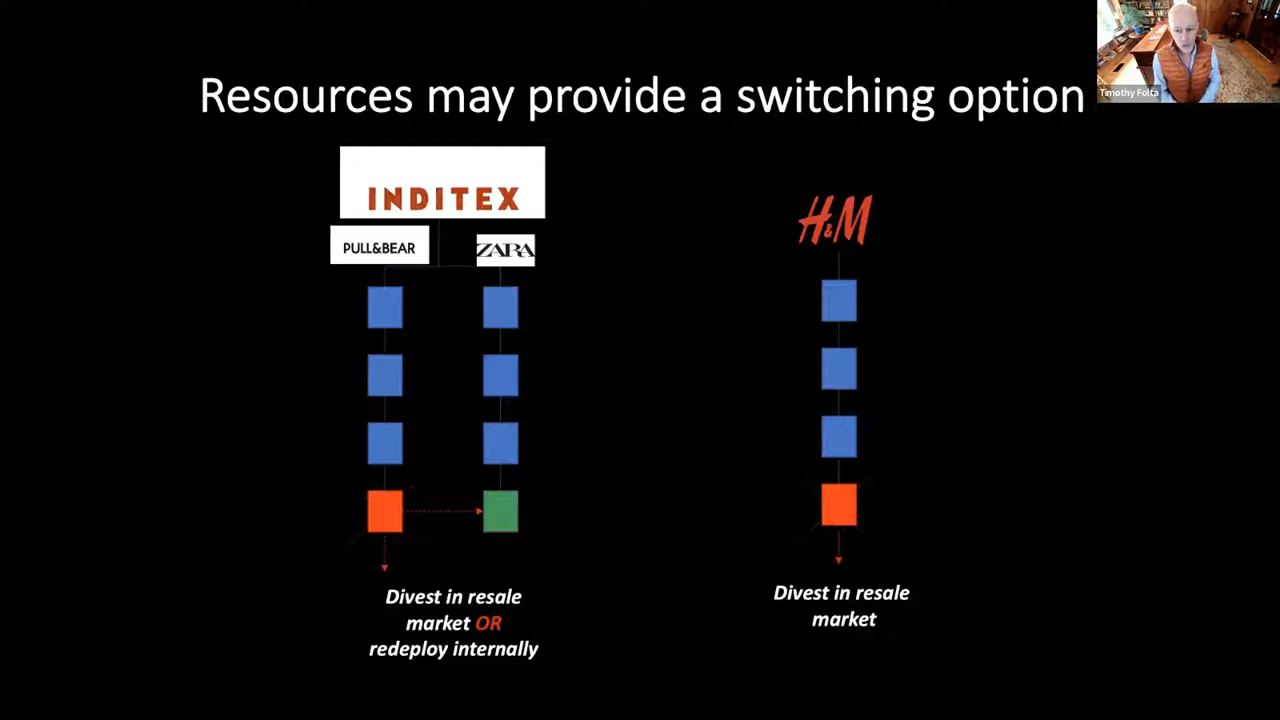 Resources may provide a switching option
Timothy Folta
INDITEX
PULL&BEAR
ZARA
H&M
Divest in resale
market OR
redeploy internally
Divest in resale
market